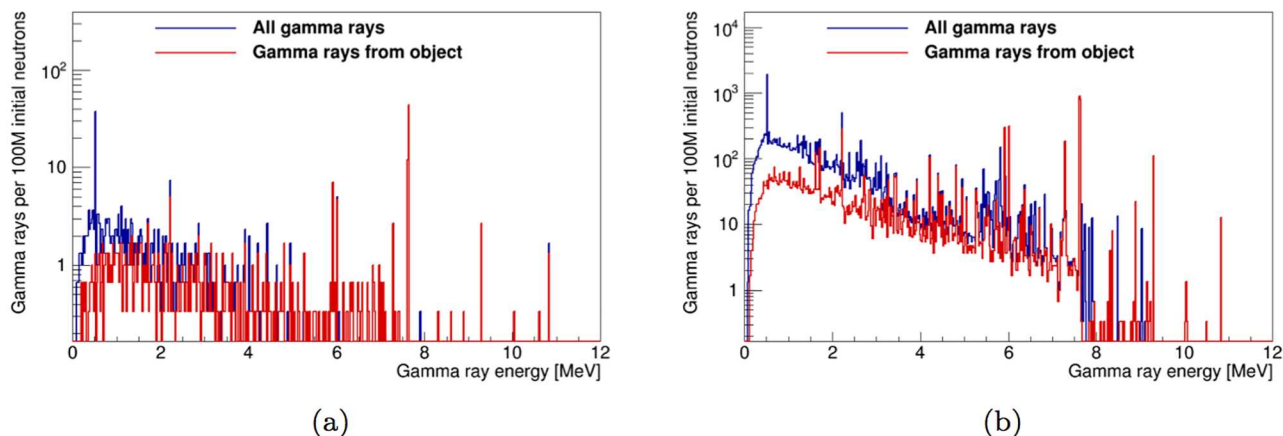 All gamma rays
Gamma rays from object
Gamma rays per 100M initial neutrons
10²
10
1
0 2 4 6 8 10 12
Gamma ray energy [MeV]
(a)
All gamma rays
Gamma rays from object
Gamma rays per 100M initial neutrons
10⁴
10³
10²
10
1
0 2 4 6 8 10 12
Gamma ray energy [MeV]
(b)